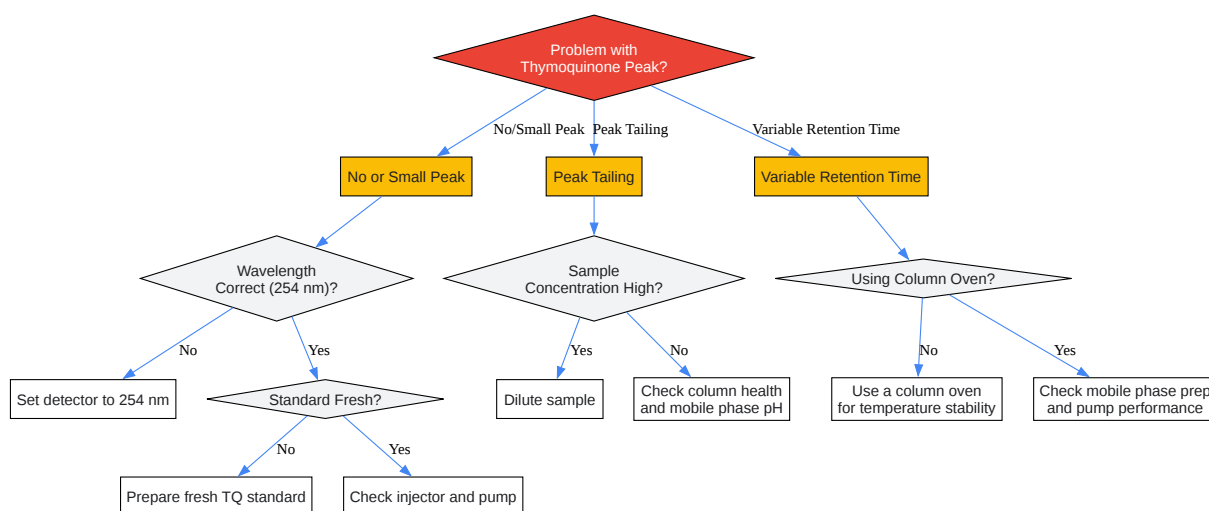 Problem with
Thymoquinone Peak?
No/Small Peak
Peak Tailing
Variable Retention Time
No or Small Peak
Peak Tailing
Variable Retention Time
Wavelength
Correct (254 nm)?
Sample
Concentration High?
Using Column Oven?
No
Yes
Yes
No
No
Yes
Set detector to 254 nm
Standard Fresh?
Dilute sample
Check column health
and mobile phase pH
Use a column oven
for temperature stability
Check mobile phase prep
and pump performance
No
Yes
Prepare fresh TQ standard
Check injector and pump